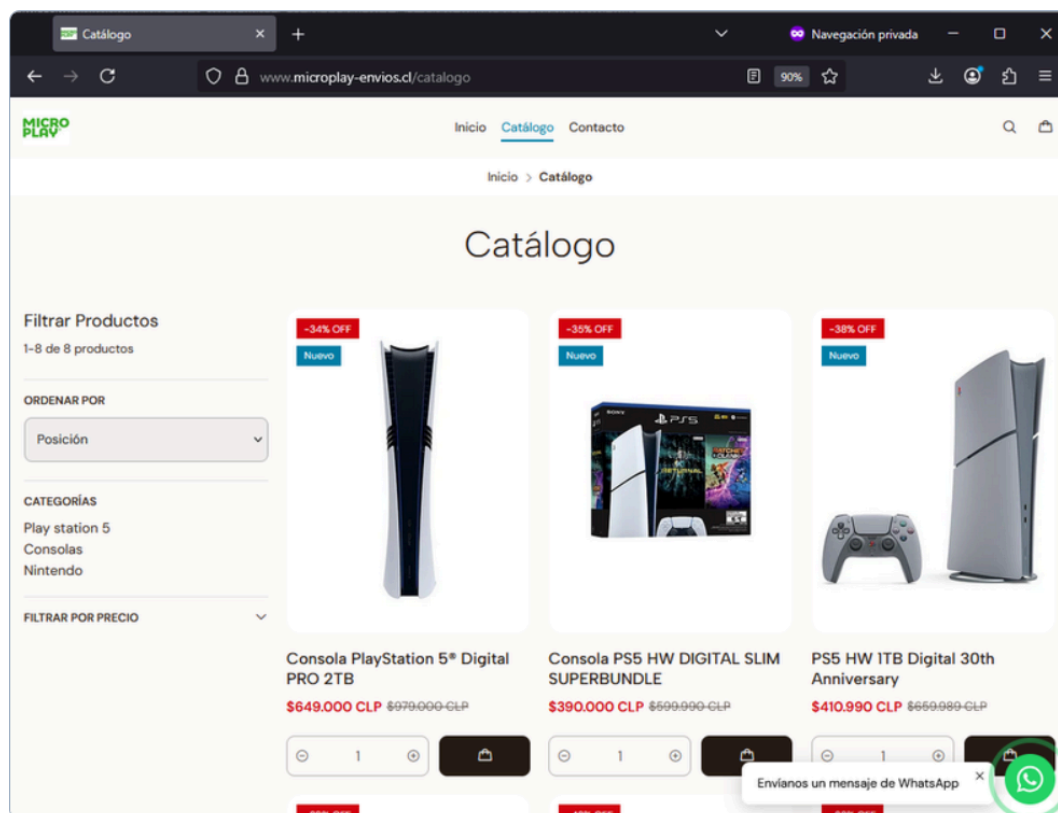 Catálogo
Navegación privada
www.microplay-envios.cl/catalogo
90%
MICRO
PLAY
Inicio Catálogo Contacto
Inicio > Catálogo
Catálogo
Filtrar Productos
1-8 de 8 productos
ORDENAR POR
Posición
CATEGORÍAS
Play station 5
Consolas
Nintendo
FILTRAR POR PRECIO
-34% OFF
Nuevo
Consola PlayStation 5® Digital
PRO 2TB
$649.000 CLP $979.000 CLP
1
-35% OFF
Nuevo
SONY
PS5
RETURNAL
RATCHET
CLANK
Consola PS5 HW DIGITAL SLIM
SUPERBUNDLE
$390.000 CLP $599.990 CLP
1
-38% OFF
Nuevo
PS5 HW 1TB Digital 30th
Anniversary
$410.990 CLP $659.989 CLP
1
Envíanos un mensaje de WhatsApp